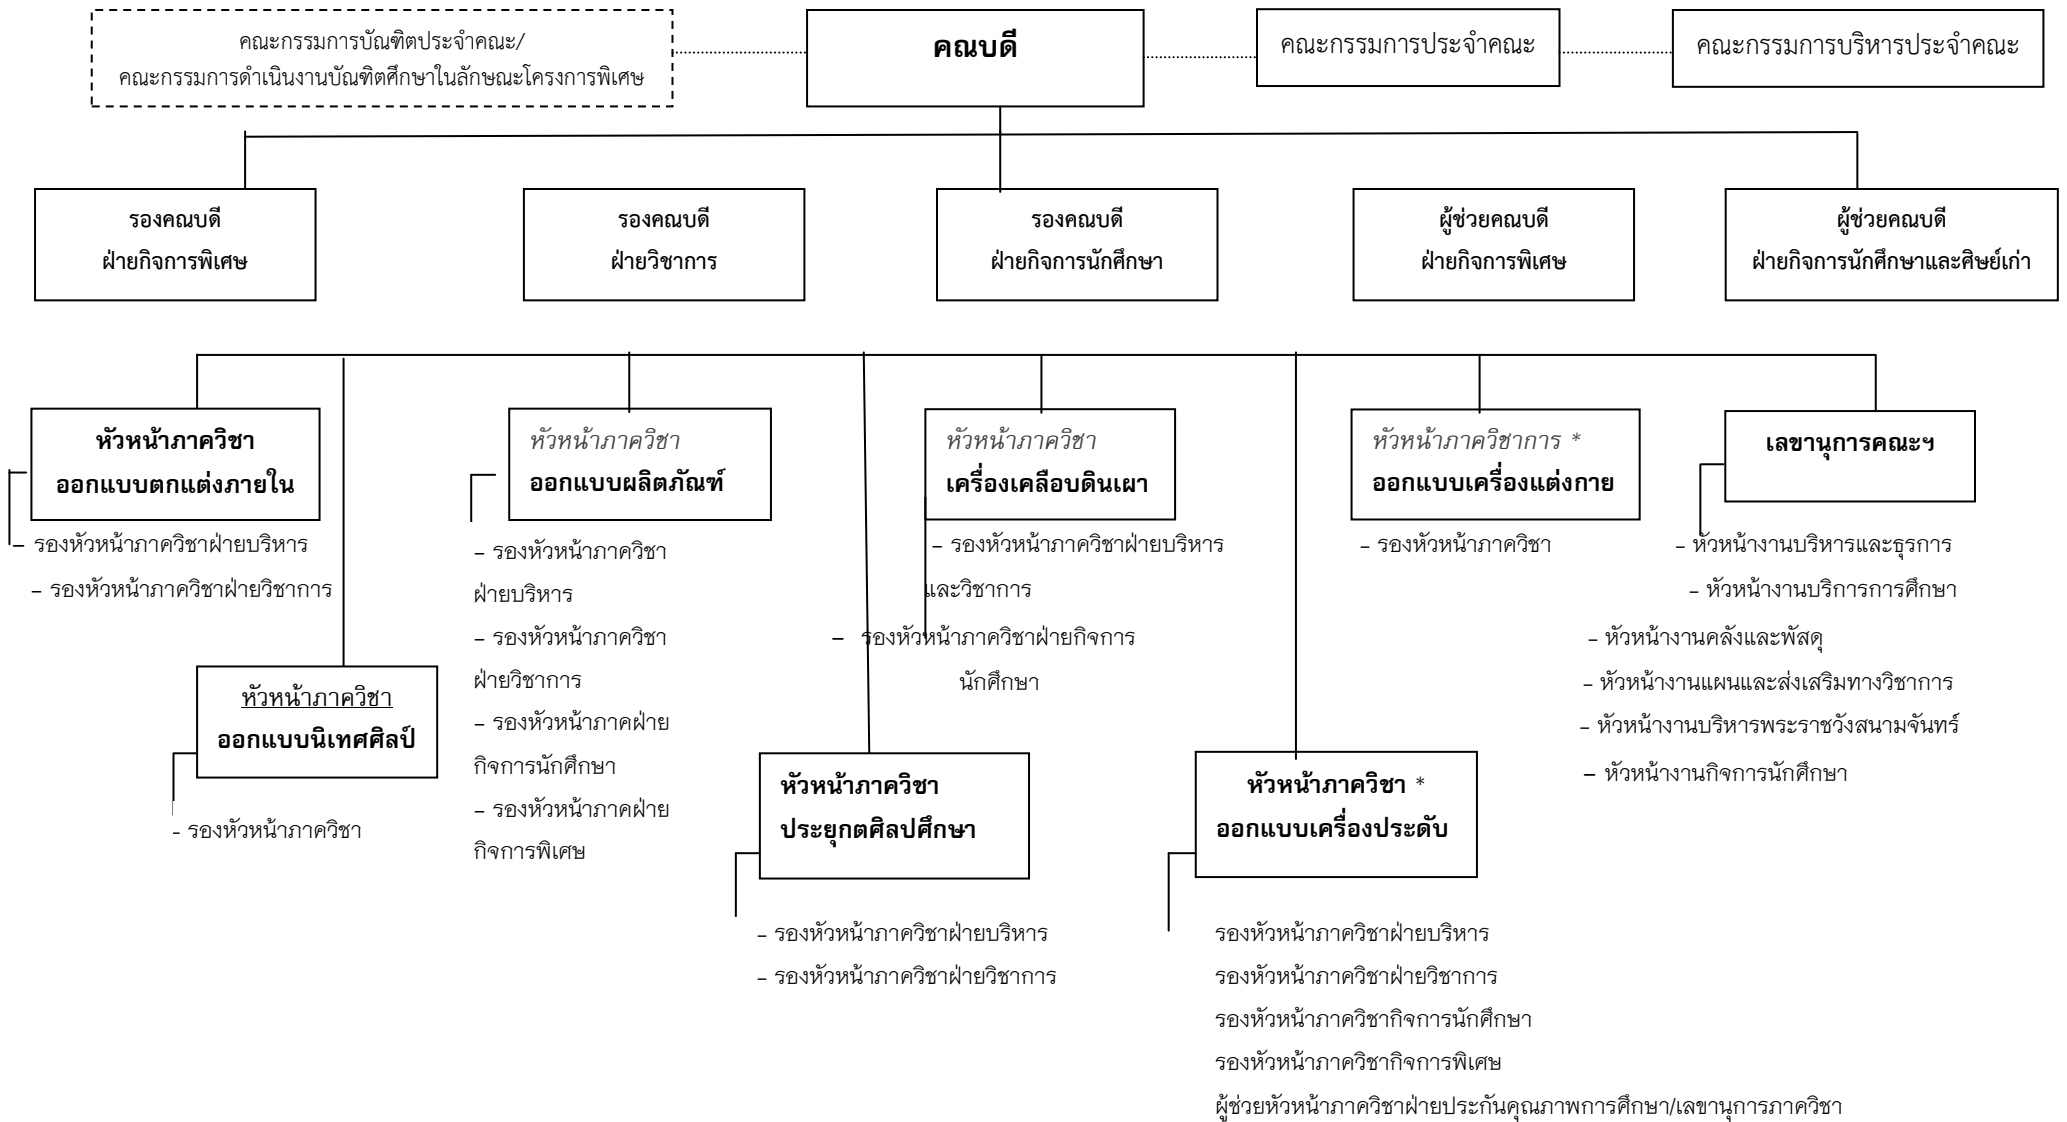 คณะกรรมการบัณฑิตประจำคณะ/
คณะกรรมการดำเนินงานบัณฑิตศึกษาในลักษณะโครงการพิเศษ
คณบดี
คณะกรรมการประจำคณะ
คณะกรรมการบริหารประจำคณะ
รองคณบดี
ฝ่ายกิจการพิเศษ
รองคณบดี
ฝ่ายวิชาการ
รองคณบดี
ฝ่ายกิจการนักศึกษา
ผู้ช่วยคณบดี
ฝ่ายกิจการพิเศษ
ผู้ช่วยคณบดี
ฝ่ายกิจการนักศึกษาและศิษย์เก่า
หัวหน้าภาควิชา
ออกแบบตกแต่งภายใน
– รองหัวหน้าภาควิชาฝ่ายบริหาร
– รองหัวหน้าภาควิชาฝ่ายวิชาการ
หัวหน้าภาควิชา
ออกแบบนิเทศศิลป์
- รองหัวหน้าภาควิชา
หัวหน้าภาควิชา
ออกแบบผลิตภัณฑ์
– รองหัวหน้าภาควิชา
ฝ่ายบริหาร
– รองหัวหน้าภาควิชา
ฝ่ายวิชาการ
– รองหัวหน้าภาคฝ่าย
กิจการนักศึกษา
– รองหัวหน้าภาคฝ่าย
กิจการพิเศษ
หัวหน้าภาควิชา
ประยุกตศิลปศึกษา
– รองหัวหน้าภาควิชาฝ่ายบริหาร
– รองหัวหน้าภาควิชาฝ่ายวิชาการ
หัวหน้าภาควิชา
เครื่องเคลือบดินเผา
– รองหัวหน้าภาควิชาฝ่ายบริหาร
และวิชาการ
– รองหัวหน้าภาควิชาฝ่ายกิจการ
นักศึกษา
หัวหน้าภาควิชา *
ออกแบบเครื่องประดับ
รองหัวหน้าภาควิชาฝ่ายบริหาร
รองหัวหน้าภาควิชาฝ่ายวิชาการ
รองหัวหน้าภาควิชากิจการนักศึกษา
รองหัวหน้าภาควิชากิจการพิเศษ
ผู้ช่วยหัวหน้าภาควิชาฝ่ายประกันคุณภาพการศึกษา/เลขานุการภาควิชา
หัวหน้าภาควิชาการ *
ออกแบบเครื่องแต่งกาย
– รองหัวหน้าภาควิชา
เลขานุการคณะฯ
– หัวหน้างานบริหารและธุรการ
– หัวหน้างานบริการการศึกษา
– หัวหน้างานคลังและพัสดุ
– หัวหน้างานแผนและส่งเสริมทางวิชาการ
– หัวหน้างานบริหารพระราชวังสนามจันทร์
– หัวหน้างานกิจการนักศึกษา